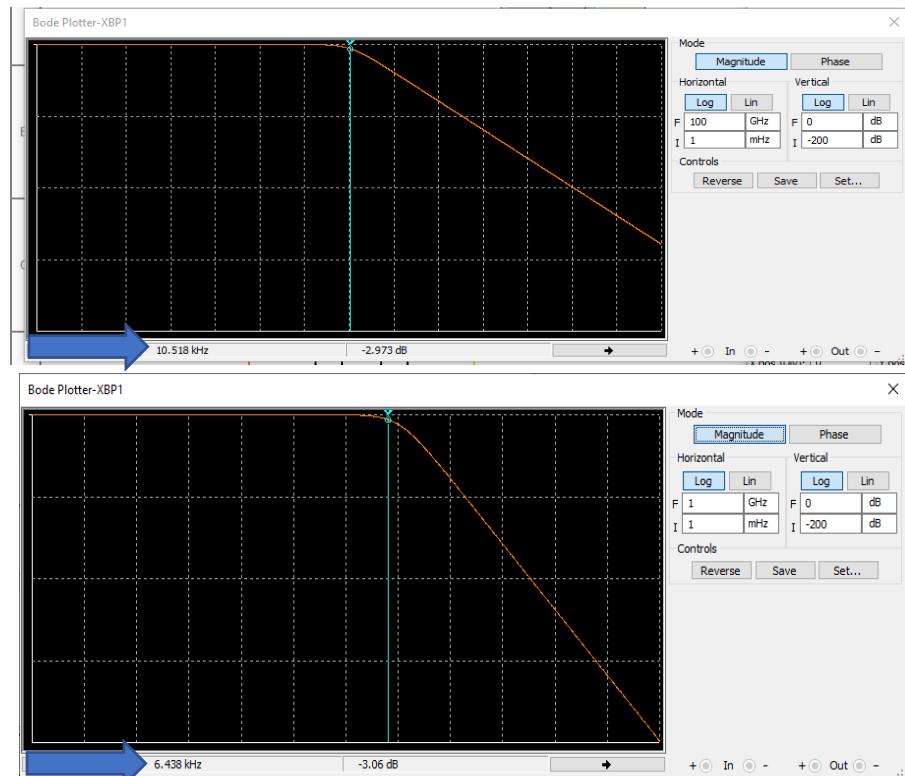 Bode Plotter-XBP1
Mode
Magnitude Phase
Horizontal Vertical
Log Lin Log Lin
F 100 GHz F 0 dB
I 1 mHz I -200 dB
Controls
Reverse Save Set...
10.518 kHz -2.973 dB
+ In - + Out -
Bode Plotter-XBP1
Mode
Magnitude Phase
Horizontal Vertical
Log Lin Log Lin
F 1 GHz F 0 dB
I 1 mHz I -200 dB
Controls
Reverse Save Set...
6.438 kHz -3.06 dB
+ In - + Out -